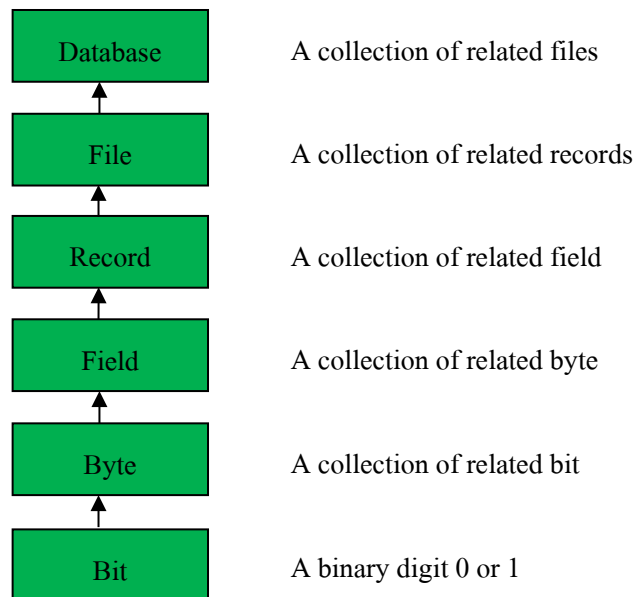 Database A collection of related files
File A collection of related records
Record A collection of related field
Field A collection of related byte
Byte A collection of related bit
Bit A binary digit 0 or 1